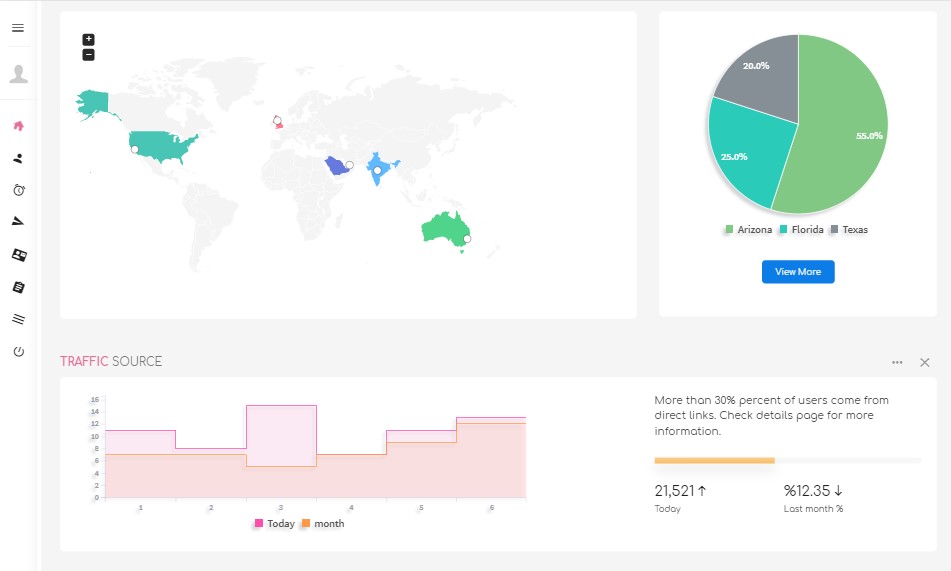 +
−
55.0%
25.0%
20.0%
Arizona Florida Texas
View More
TRAFFIC SOURCE
16
14
12
10
8
6
4
2
0
1 2 3 4 5 6
Today month
More than 30% percent of users come from
direct links. Check details page for more
information.
21,521 ↑ %12.35 ↓
Today Last month %